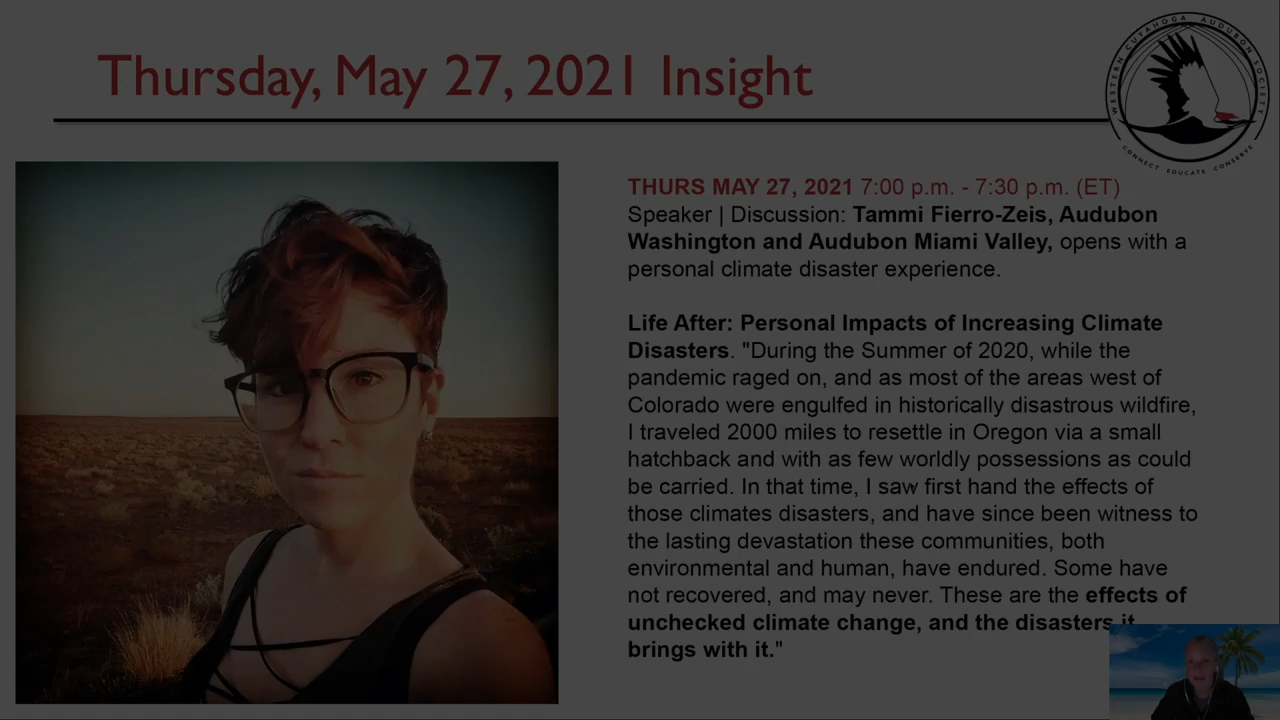 Thursday, May 27, 2021 Insight
WESTERN CUYAHOGA AUDUBON SOCIETY
CONNECT EDUCATE CONSERVE
THURS MAY 27, 2021 7:00 p.m. - 7:30 p.m. (ET)
Speaker | Discussion: Tammi Fierro-Zeis, Audubon
Washington and Audubon Miami Valley, opens with a
personal climate disaster experience.
Life After: Personal Impacts of Increasing Climate
Disasters. "During the Summer of 2020, while the
pandemic raged on, and as most of the areas west of
Colorado were engulfed in historically disastrous wildfire,
I traveled 2000 miles to resettle in Oregon via a small
hatchback and with as few worldly possessions as could
be carried. In that time, I saw first hand the effects of
those climates disasters, and have since been witness to
the lasting devastation these communities, both
environmental and human, have endured. Some have
not recovered, and may never. These are the effects of
unchecked climate change, and the disasters it
brings with it."